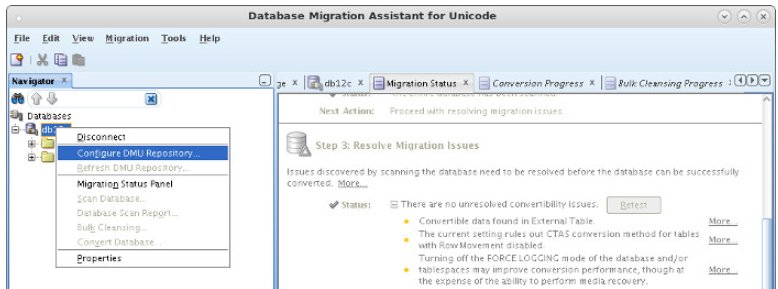 Database Migration Assistant for Unicode
File Edit View Migration Tools Help
Navigator x
ge x db12c x Migration Status x Conversion Progress x Bulk Cleansing Progress
Databases
Disconnect
Configure DMU Repository...
Refresh DMU Repository...
Migration Status Panel
Scan Database...
Database Scan Report...
Bulk Cleansing...
Convert Database...
Properties
Next Action: Proceed with resolving migration issues.
Step 3: Resolve Migration Issues
Issues discovered by scanning the database need to be resolved before the database can be successfully
converted. More...
Status: There are no unresolved convertibility issues. Retest
Convertible data found in External Table. More...
The current setting rules out CTAS conversion method for tables
with Row Movement disabled. More...
Turning off the FORCE LOGGING mode of the database and/or
tablespaces may improve conversion performance, though at More...
the expense of the ability to perform media recovery.